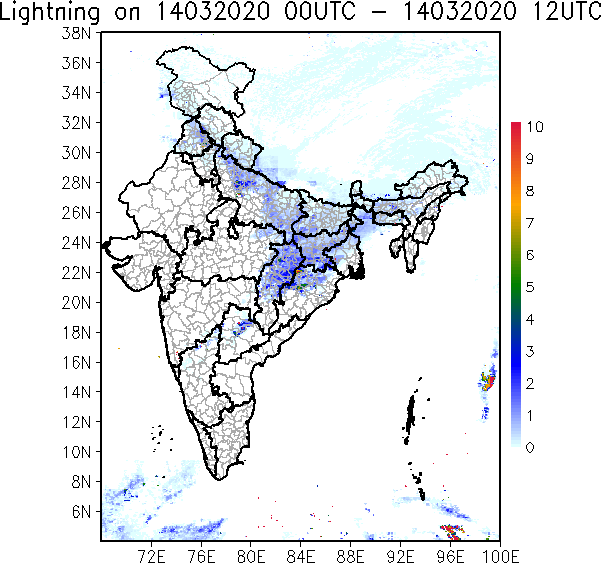 Lightning on 14032020 00UTC – 14032020 12UTC
38N
36N
34N
32N
30N
28N
26N
24N
22N
20N
18N
16N
14N
12N
10N
8N
6N
72E 76E 80E 84E 88E 92E 96E 100E
10
9
8
7
6
5
4
3
2
1
0